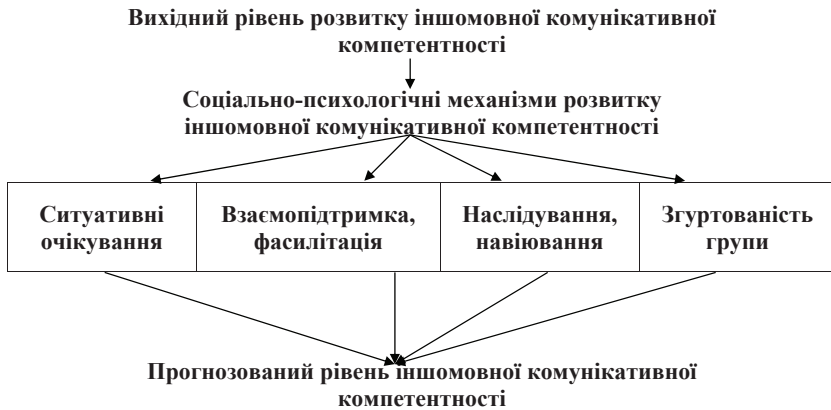 Вихідний рівень розвитку іншомовної комунікативної
компетентності
Соціально-психологічні механізми розвитку
іншомовної комунікативної компетентності
Ситуативні
очікування
Взаємопідтримка,
фасилітація
Наслідування,
навіювання
Згуртованість
групи
Прогнозований рівень іншомовної комунікативної
компетентності